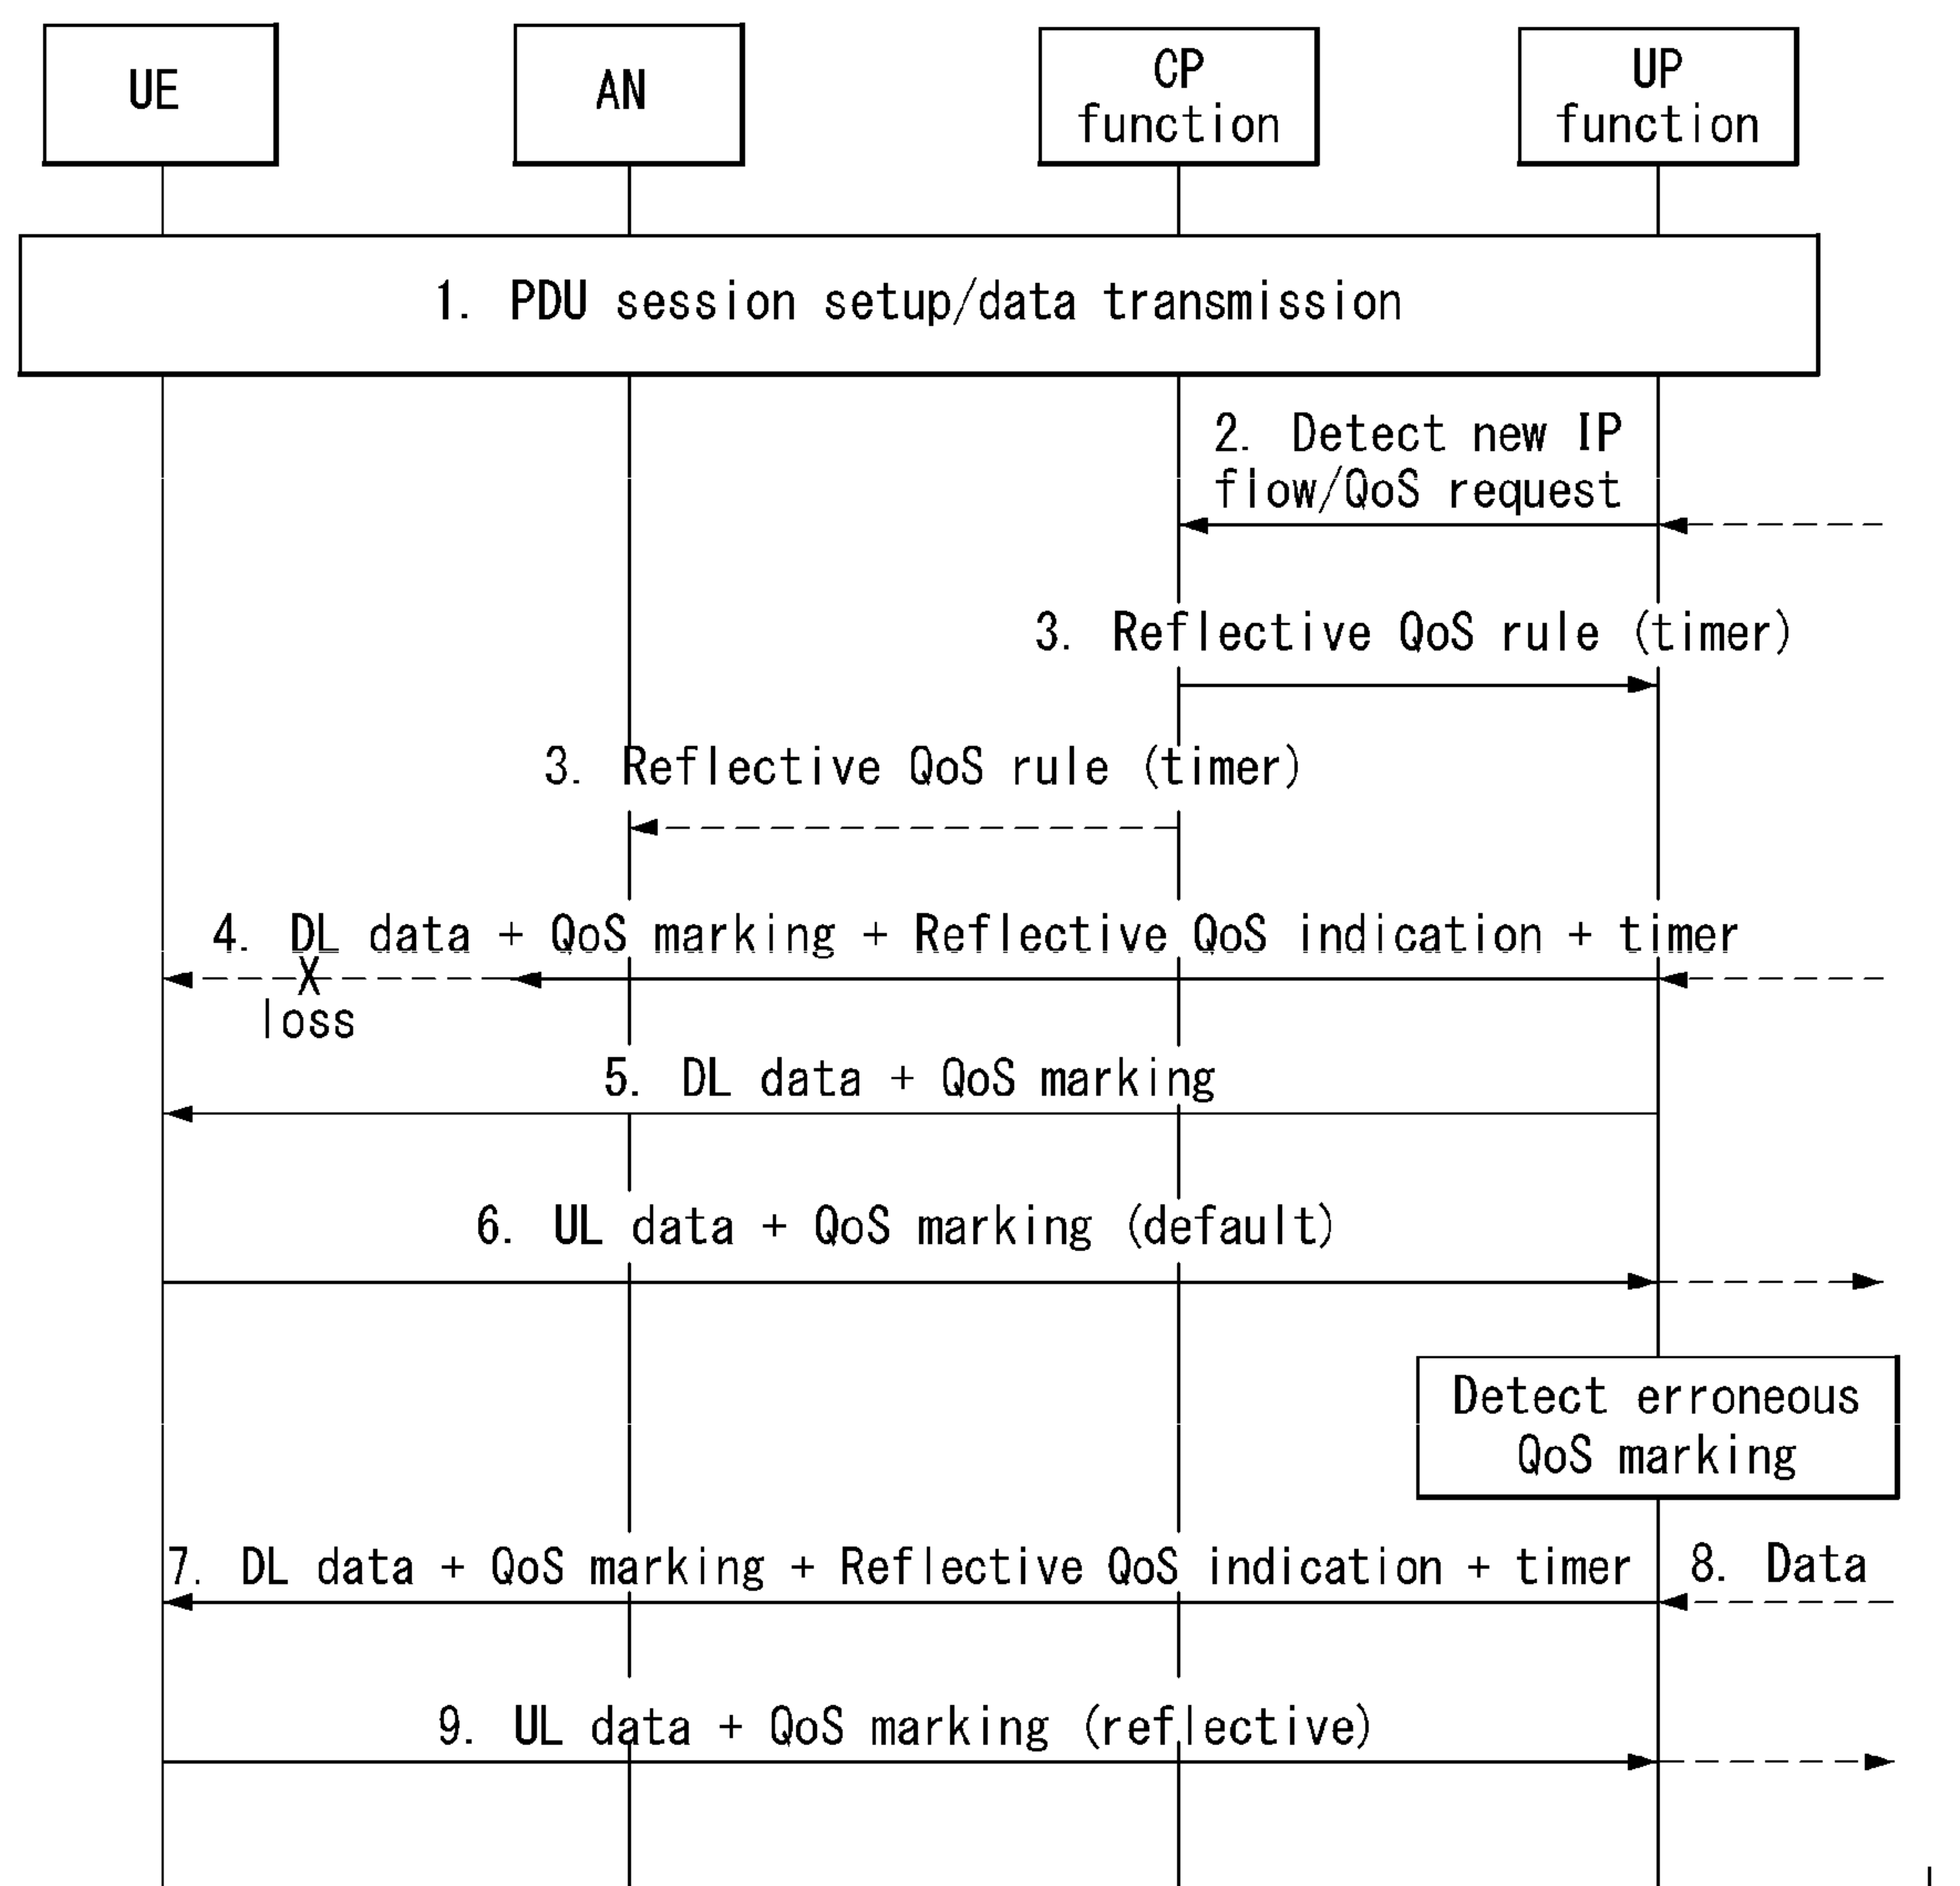 UE
AN
CP
function
UP
function
1. PDU session setup/data transmission
2. Detect new IP
flow/QoS request
3. Reflective QoS rule (timer)
3. Reflective QoS rule (timer)
4. DL data + QoS marking + Reflective QoS indication + timer
X
loss
5. DL data + QoS marking
6. UL data + QoS marking (default)
Detect erroneous
QoS marking
7. DL data + QoS marking + Reflective QoS indication + timer
8. Data
9. UL data + QoS marking (reflective)